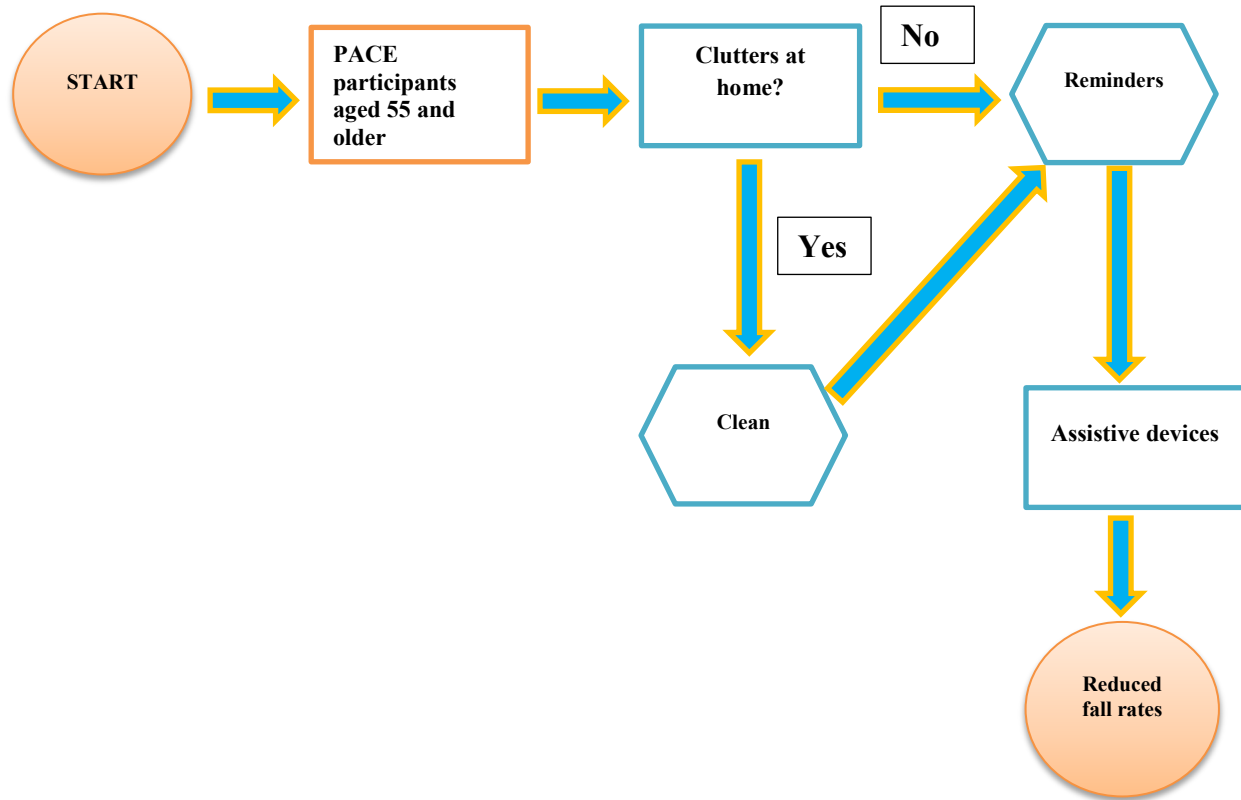 START
PACE
participants
aged 55 and
older
Clutters at
home?
No
Reminders
Yes
Clean
Assistive devices
Reduced
fall rates